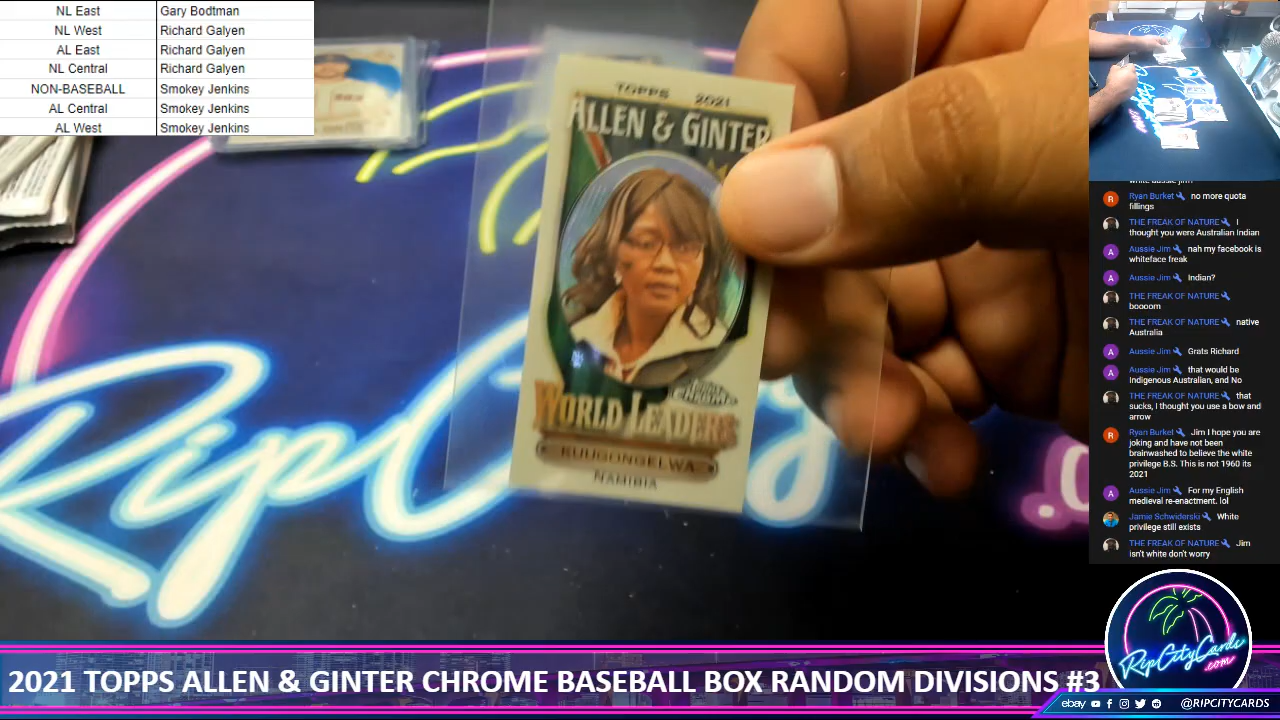 NL East Gary Bodtman
NL West Richard Galyen
AL East Richard Galyen
NL Central Richard Galyen
NON-BASEBALL Smokey Jenkins
AL Central Smokey Jenkins
AL West Smokey Jenkins
TOPPS 2021
ALLEN & GINTER
CHROME
WORLD LEADERS
KUUGONGELWA
NAMIBIA
Ryan Burket no more quota
fillings
THE FREAK OF NATURE I
thought you were Australian Indian
Aussie Jim nah my facebook is
whiteface freak
Aussie Jim Indian?
THE FREAK OF NATURE
boooom
THE FREAK OF NATURE native
Australia
Aussie Jim Grats Richard
Aussie Jim that would be
Indigenous Australian, and No
THE FREAK OF NATURE that
sucks, I thought you use a bow and
arrow
Ryan Burket Jim I hope you are
joking and have not been
brainwashed to believe the white
privilege B.S. This is not 1960 its
2021
Aussie Jim For my English
medieval re-enactment. lol
Jamie Schwiderski White
privilege still exists
THE FREAK OF NATURE Jim
isn't white don't worry
RipCityCards
.com
2021 TOPPS ALLEN & GINTER CHROME BASEBALL BOX RANDOM DIVISIONS #3
ebay @RIPCITYCARDS